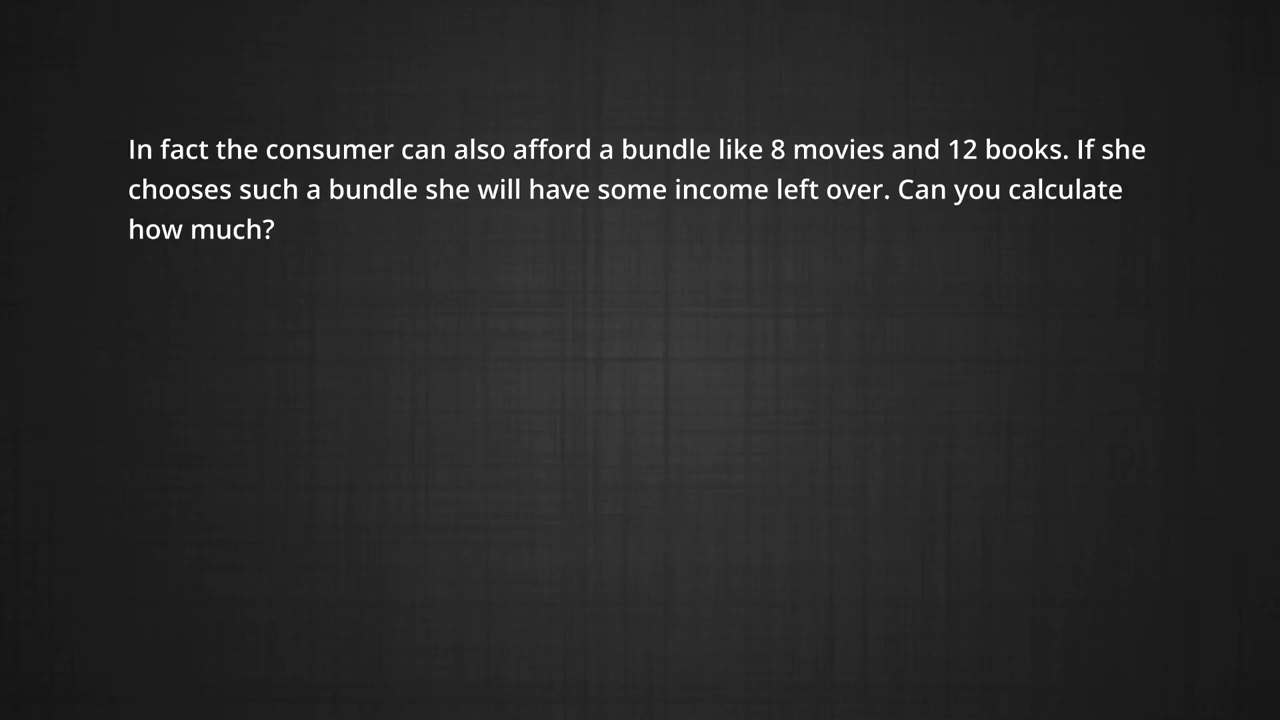 In fact the consumer can also afford a bundle like 8 movies and 12 books. If she
chooses such a bundle she will have some income left over. Can you calculate
how much?